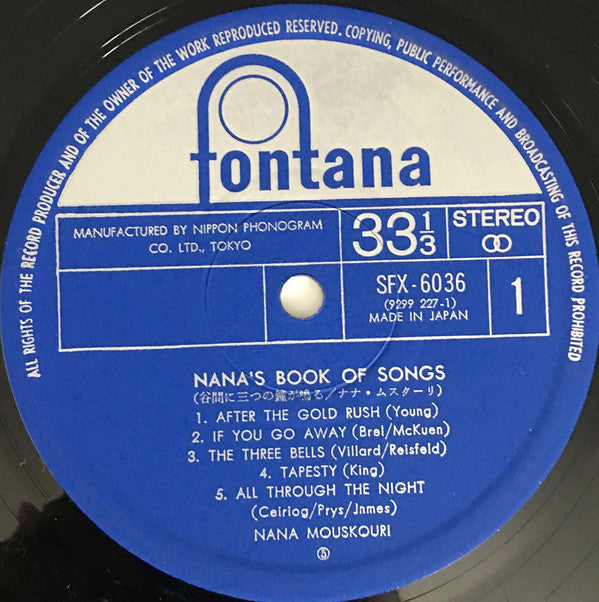 ALL RIGHTS OF THE RECORD PRODUCER AND OF THE OWNER OF THE WORK REPRODUCED RESERVED. COPYING, PUBLIC PERFORMANCE AND BROADCASTING OF THIS RECORD PROHIBITED
fontana
MANUFACTURED BY NIPPON PHONOGRAM
CO. LTD., TOKYO
33 1/3
STEREO
SFX-6036
(9299 227-1)
MADE IN JAPAN
1
NANA'S BOOK OF SONGS
(谷間に三つの鐘が鳴る/ナナ・ムスクーリ)
1. AFTER THE GOLD RUSH (Young)
2. IF YOU GO AWAY (Brel/McKuen)
3. THE THREE BELLS (Villard/Reisfeld)
4. TAPESTY (King)
5. ALL THROUGH THE NIGHT
(Ceiriog/Prys/Jnmes)
NANA MOUSKOURI
⑤